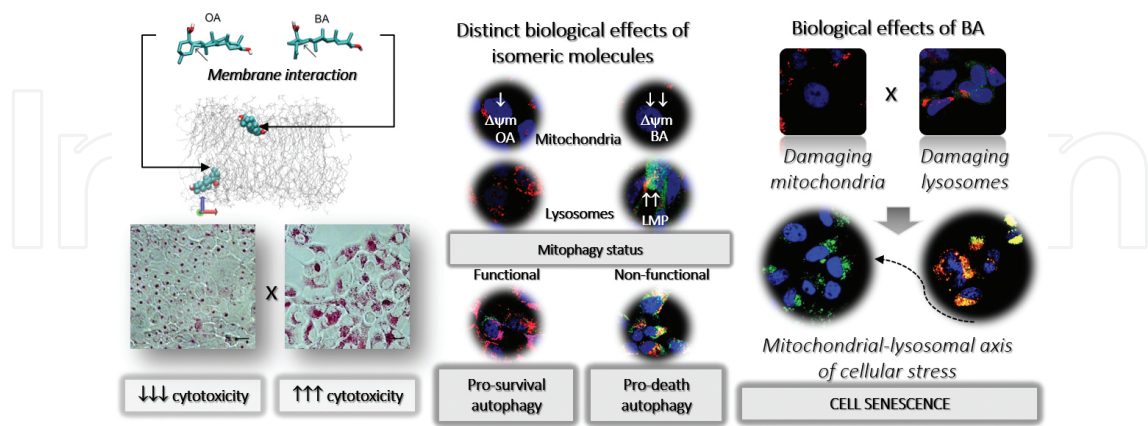 OA
BA
Membrane interaction
↓↓↓ cytotoxicity
X
↑↑↑ cytotoxicity
Distinct biological effects of
isomeric molecules
↓
Δψm
OA
Mitochondria
↓↓
Δψm
BA
Lysosomes
↑↑
LMP
Mitophagy status
Functional
Non-functional
Pro-survival
autophagy
Pro-death
autophagy
Biological effects of BA
X
Damaging
mitochondria
Damaging
lysosomes
Mitochondrial-lysosomal axis
of cellular stress
CELL SENESCENCE